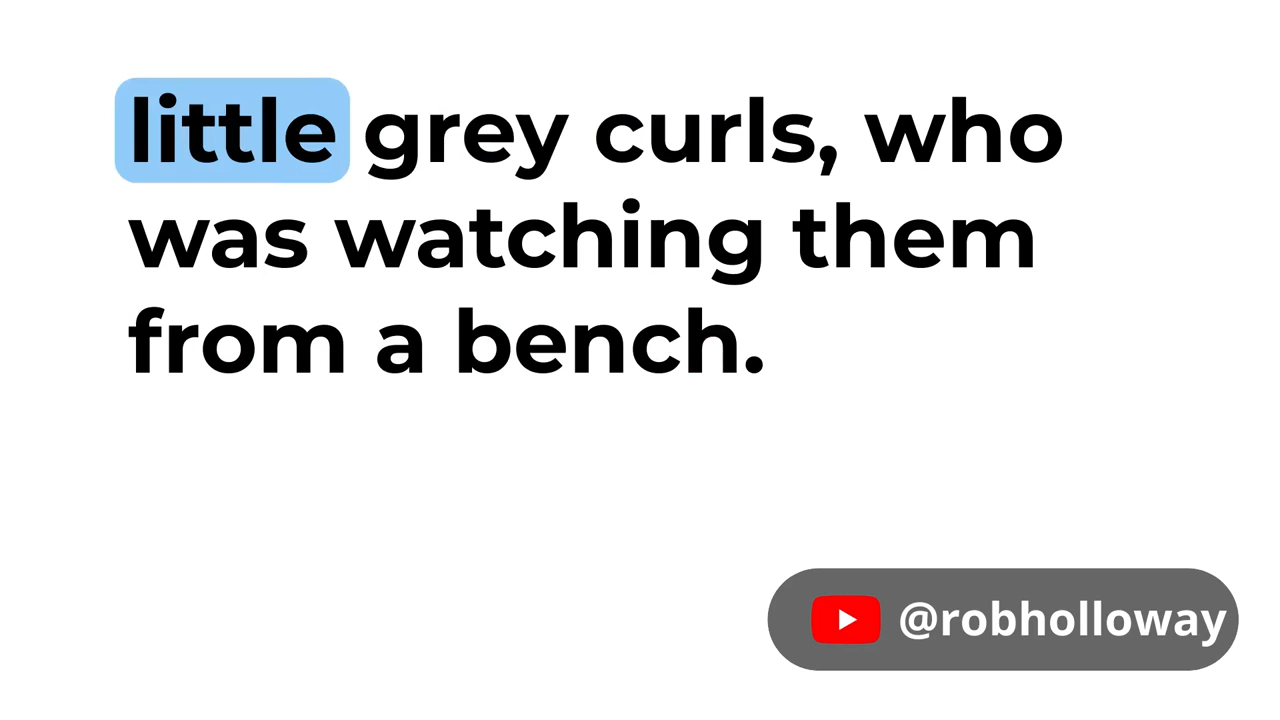 little grey curls, who
was watching them
from a bench.
@robholloway